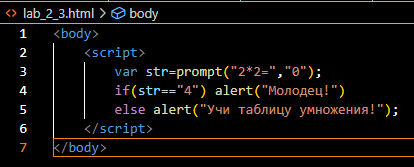 lab_2_3.html > body
1 <body>
2 <script>
3 var str=prompt("2*2=","0");
4 if(str=="4") alert("Молодец!")
5 else alert("Учи таблицу умножения!");
6 </script>
7 </body>